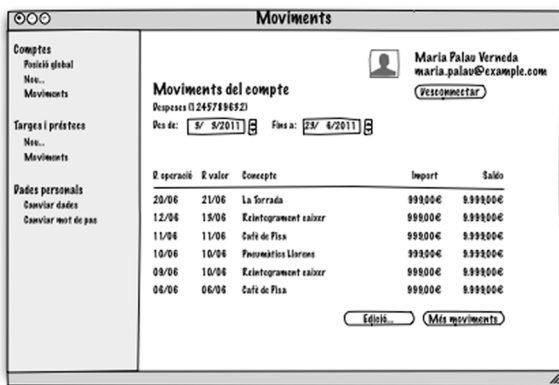 Moviments
Comptes
Posició global
Nou...
Moviments
Targes i préstecs
Nou...
Moviments
Dades personals
Canviar dades
Canviar mot de pas
Maria Palau Verneda
maria.palau@example.com
Desconnectar
Moviments del compte
Despeses (1245789632)
Des de: 3/ 3/2011 Fins a: 23/ 6/2011
D. operació D. valor Concepte Import Saldo
20/06 21/06 La Torrada 999,00€ 9.999,00€
12/06 13/06 Reintegrament caixer 999,00€ 9.999,00€
11/06 11/06 Cafè de Pisa 999,00€ 9.999,00€
10/06 10/06 Pneumàtics Llorens 999,00€ 9.999,00€
09/06 10/06 Reintegrament caixer 999,00€ 9.999,00€
06/06 06/06 Cafè de Pisa 999,00€ 9.999,00€
Edició... Més moviments